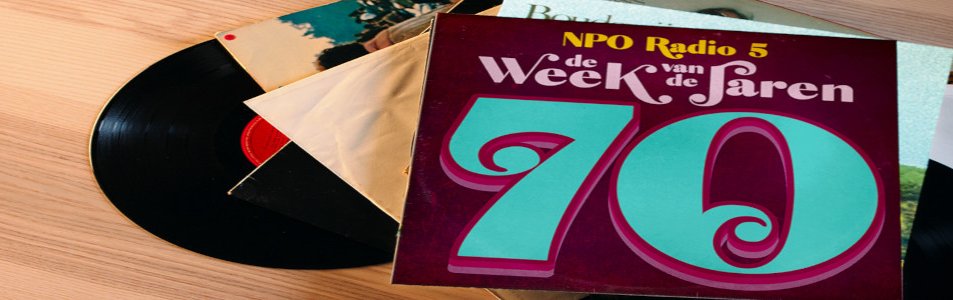 NPO Radio 5
de Week van de Jaren
70